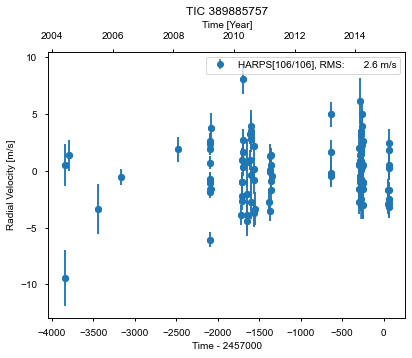 TIC 389885757
Time [Year]
2004 2006 2008 2010 2012 2014
HARPS[106/106], RMS: 2.6 m/s
10
5
0
−5
−10
Radial Velocity [m/s]
−4000 −3500 −3000 −2500 −2000 −1500 −1000 −500 0
Time - 2457000